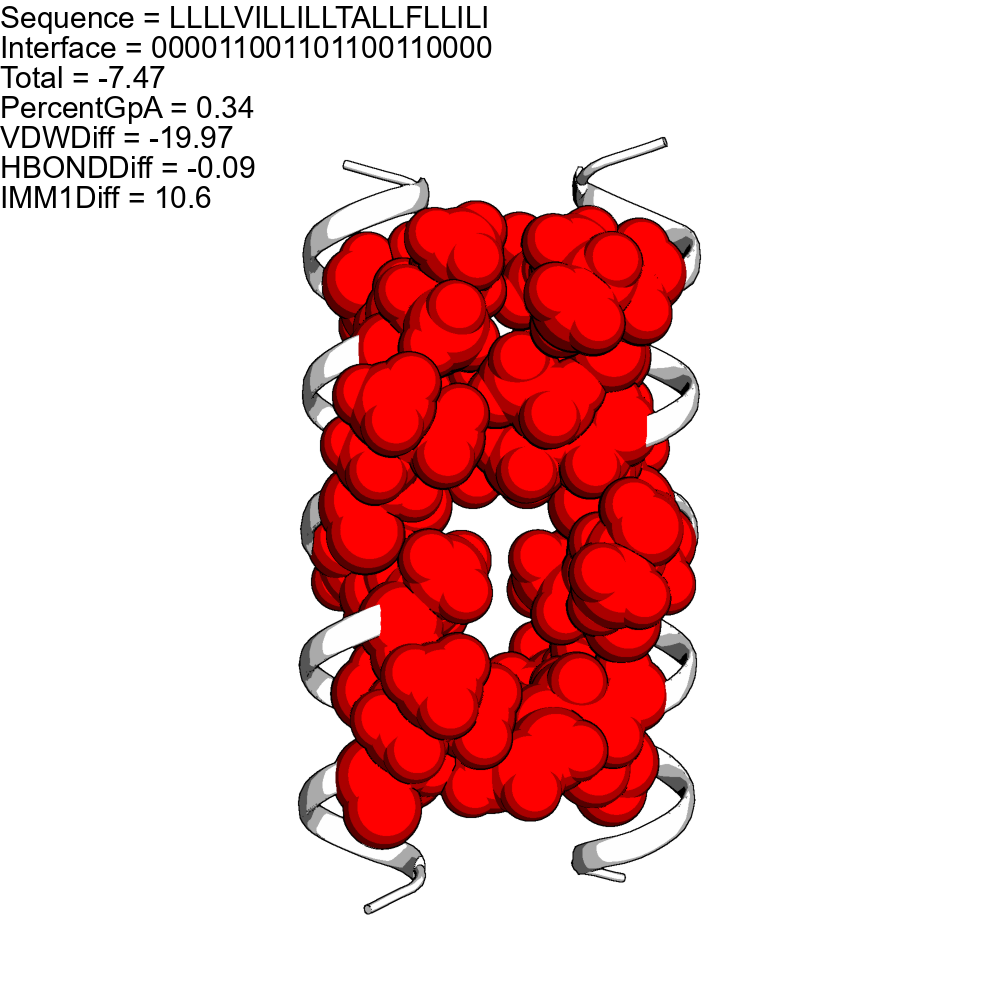 Sequence = LLLLVILLILLTALLFLLILI
Interface = 000011001101100110000
Total = -7.47
PercentGpA = 0.34
VDWDiff = -19.97
HBONDDiff = -0.09
IMM1Diff = 10.6